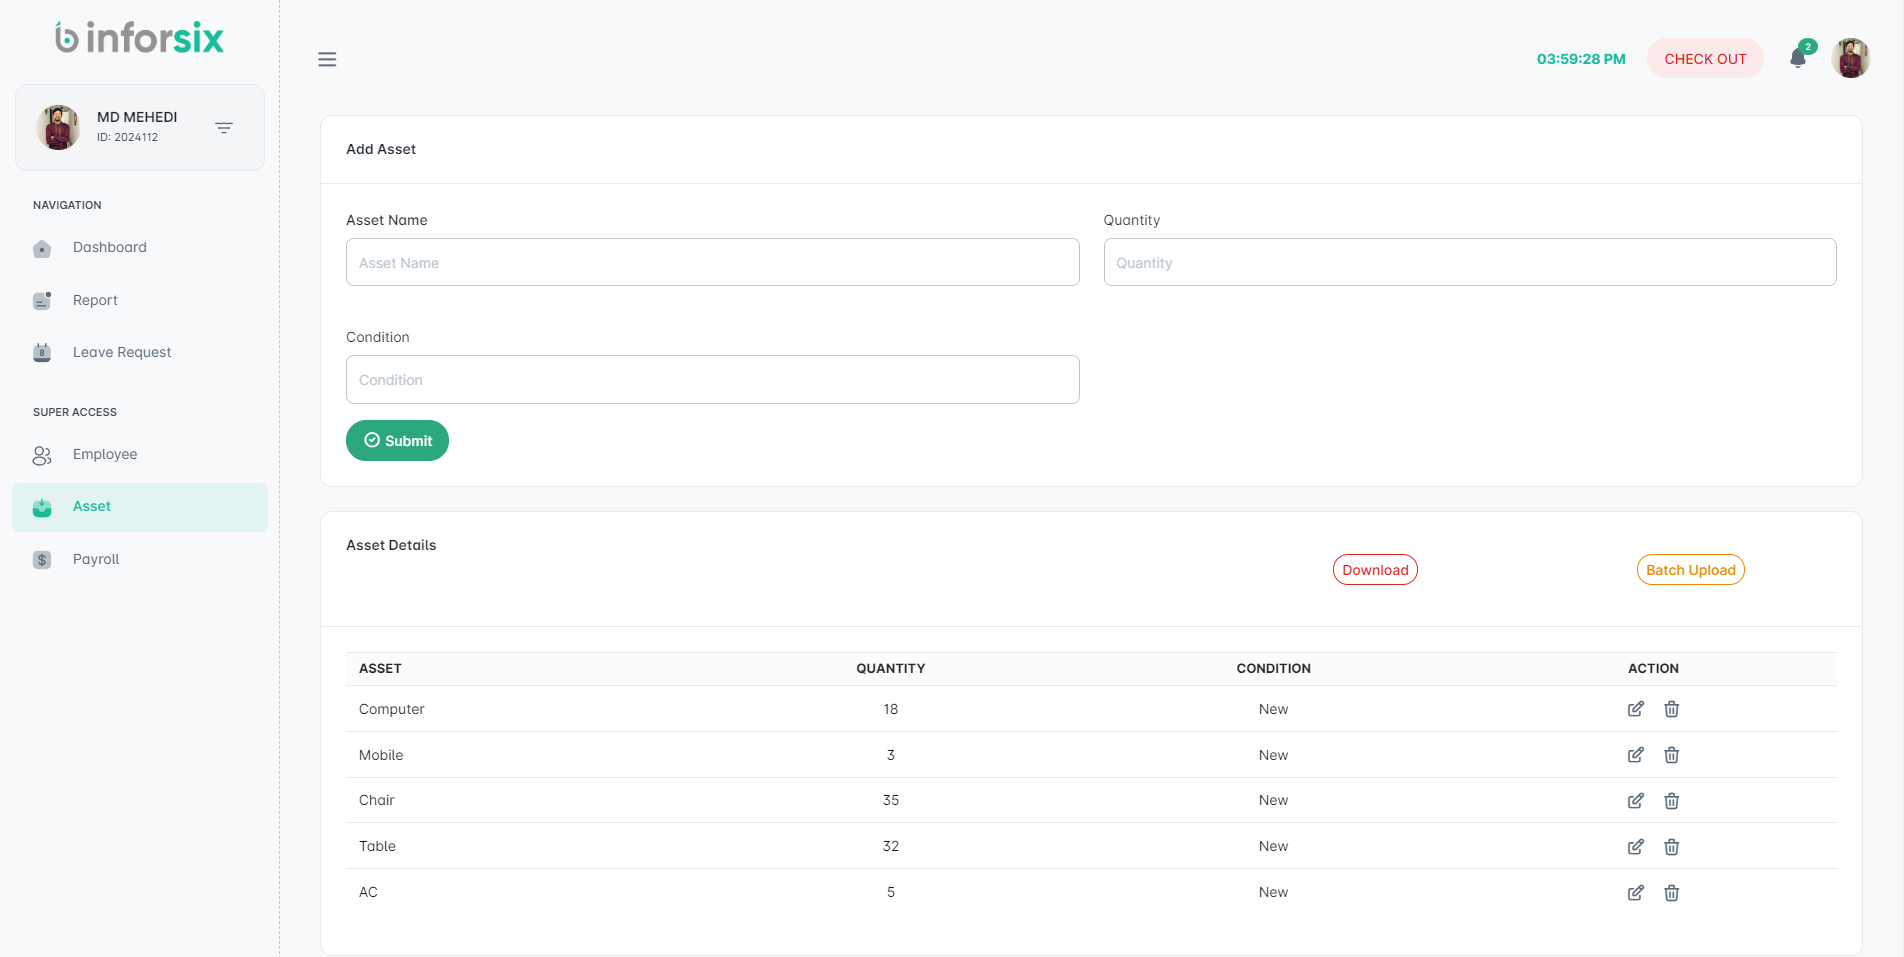 inforsix
MD MEHEDI
ID: 2024112
NAVIGATION
Dashboard
Report
8
Leave Request
SUPER ACCESS
Employee
Asset
$
Payroll
03:59:28 PM
CHECK OUT
2
Add Asset
Asset Name
Quantity
Asset Name
Quantity
Condition
Condition
Submit
Asset Details
Download
Batch Upload
ASSET QUANTITY CONDITION ACTION
Computer 18 New
Mobile 3 New
Chair 35 New
Table 32 New
AC 5 New